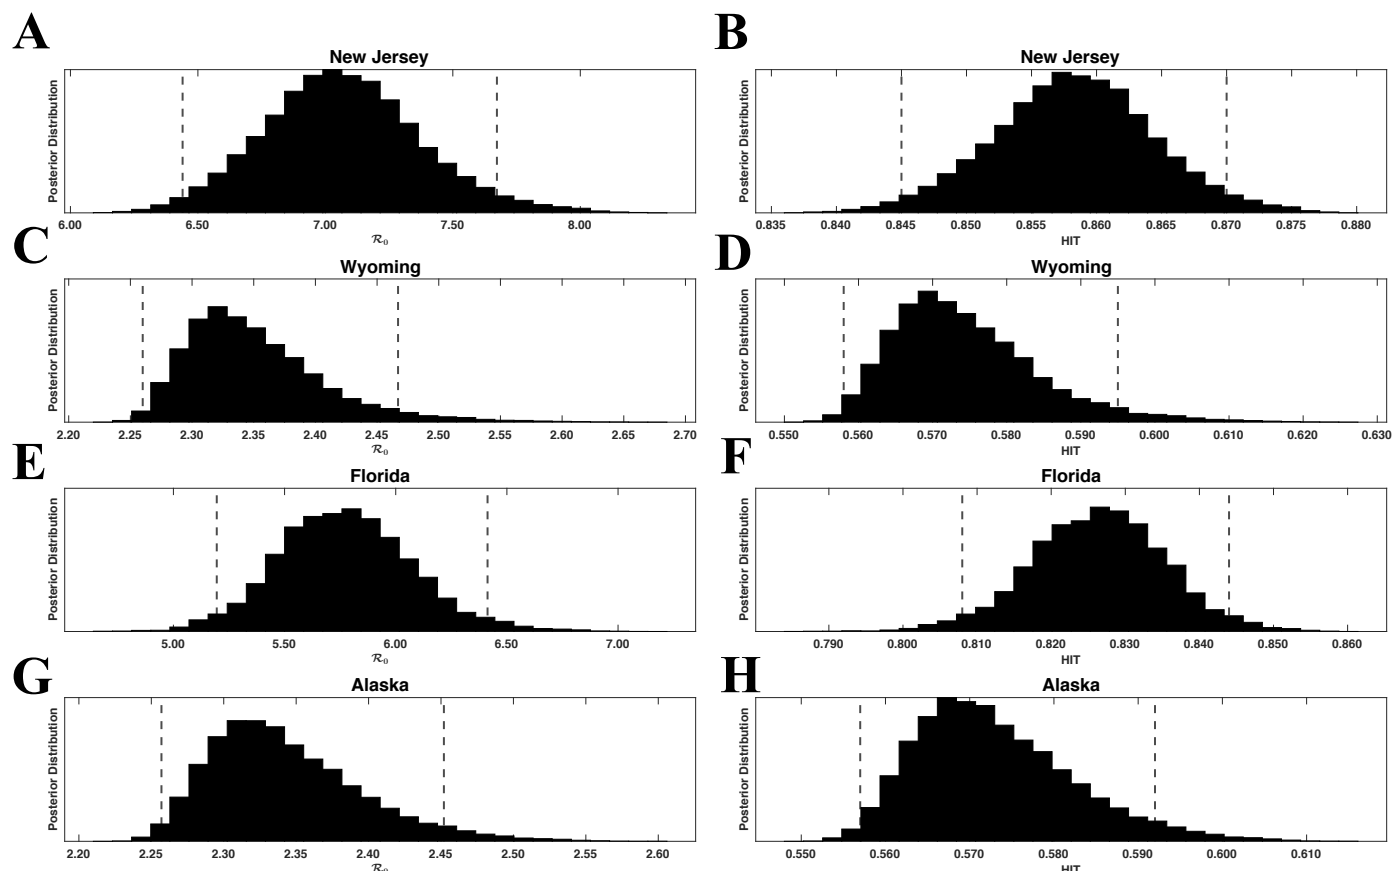 A
New Jersey
Posterior Distribution
6.00 6.50 7.00 7.50 8.00
R₀
B
New Jersey
Posterior Distribution
0.835 0.840 0.845 0.850 0.855 0.860 0.865 0.870 0.875 0.880
HIT
C
Wyoming
Posterior Distribution
2.20 2.25 2.30 2.35 2.40 2.45 2.50 2.55 2.60 2.65 2.70
R₀
D
Wyoming
Posterior Distribution
0.550 0.560 0.570 0.580 0.590 0.600 0.610 0.620 0.630
HIT
E
Florida
Posterior Distribution
5.00 5.50 6.00 6.50 7.00
R₀
F
Florida
Posterior Distribution
0.790 0.800 0.810 0.820 0.830 0.840 0.850 0.860
HIT
G
Alaska
Posterior Distribution
2.20 2.25 2.30 2.35 2.40 2.45 2.50 2.55 2.60
R₀
H
Alaska
Posterior Distribution
0.550 0.560 0.570 0.580 0.590 0.600 0.610
HIT